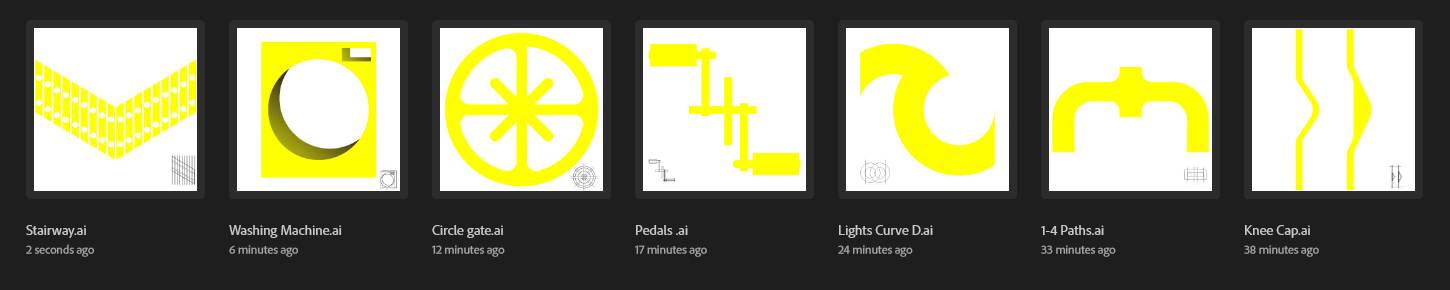 Stairway.ai
2 seconds ago
Washing Machine.ai
6 minutes ago
Circle gate.ai
12 minutes ago
Pedals .ai
17 minutes ago
Lights Curve D.ai
24 minutes ago
1-4 Paths.ai
33 minutes ago
Knee Cap.ai
38 minutes ago